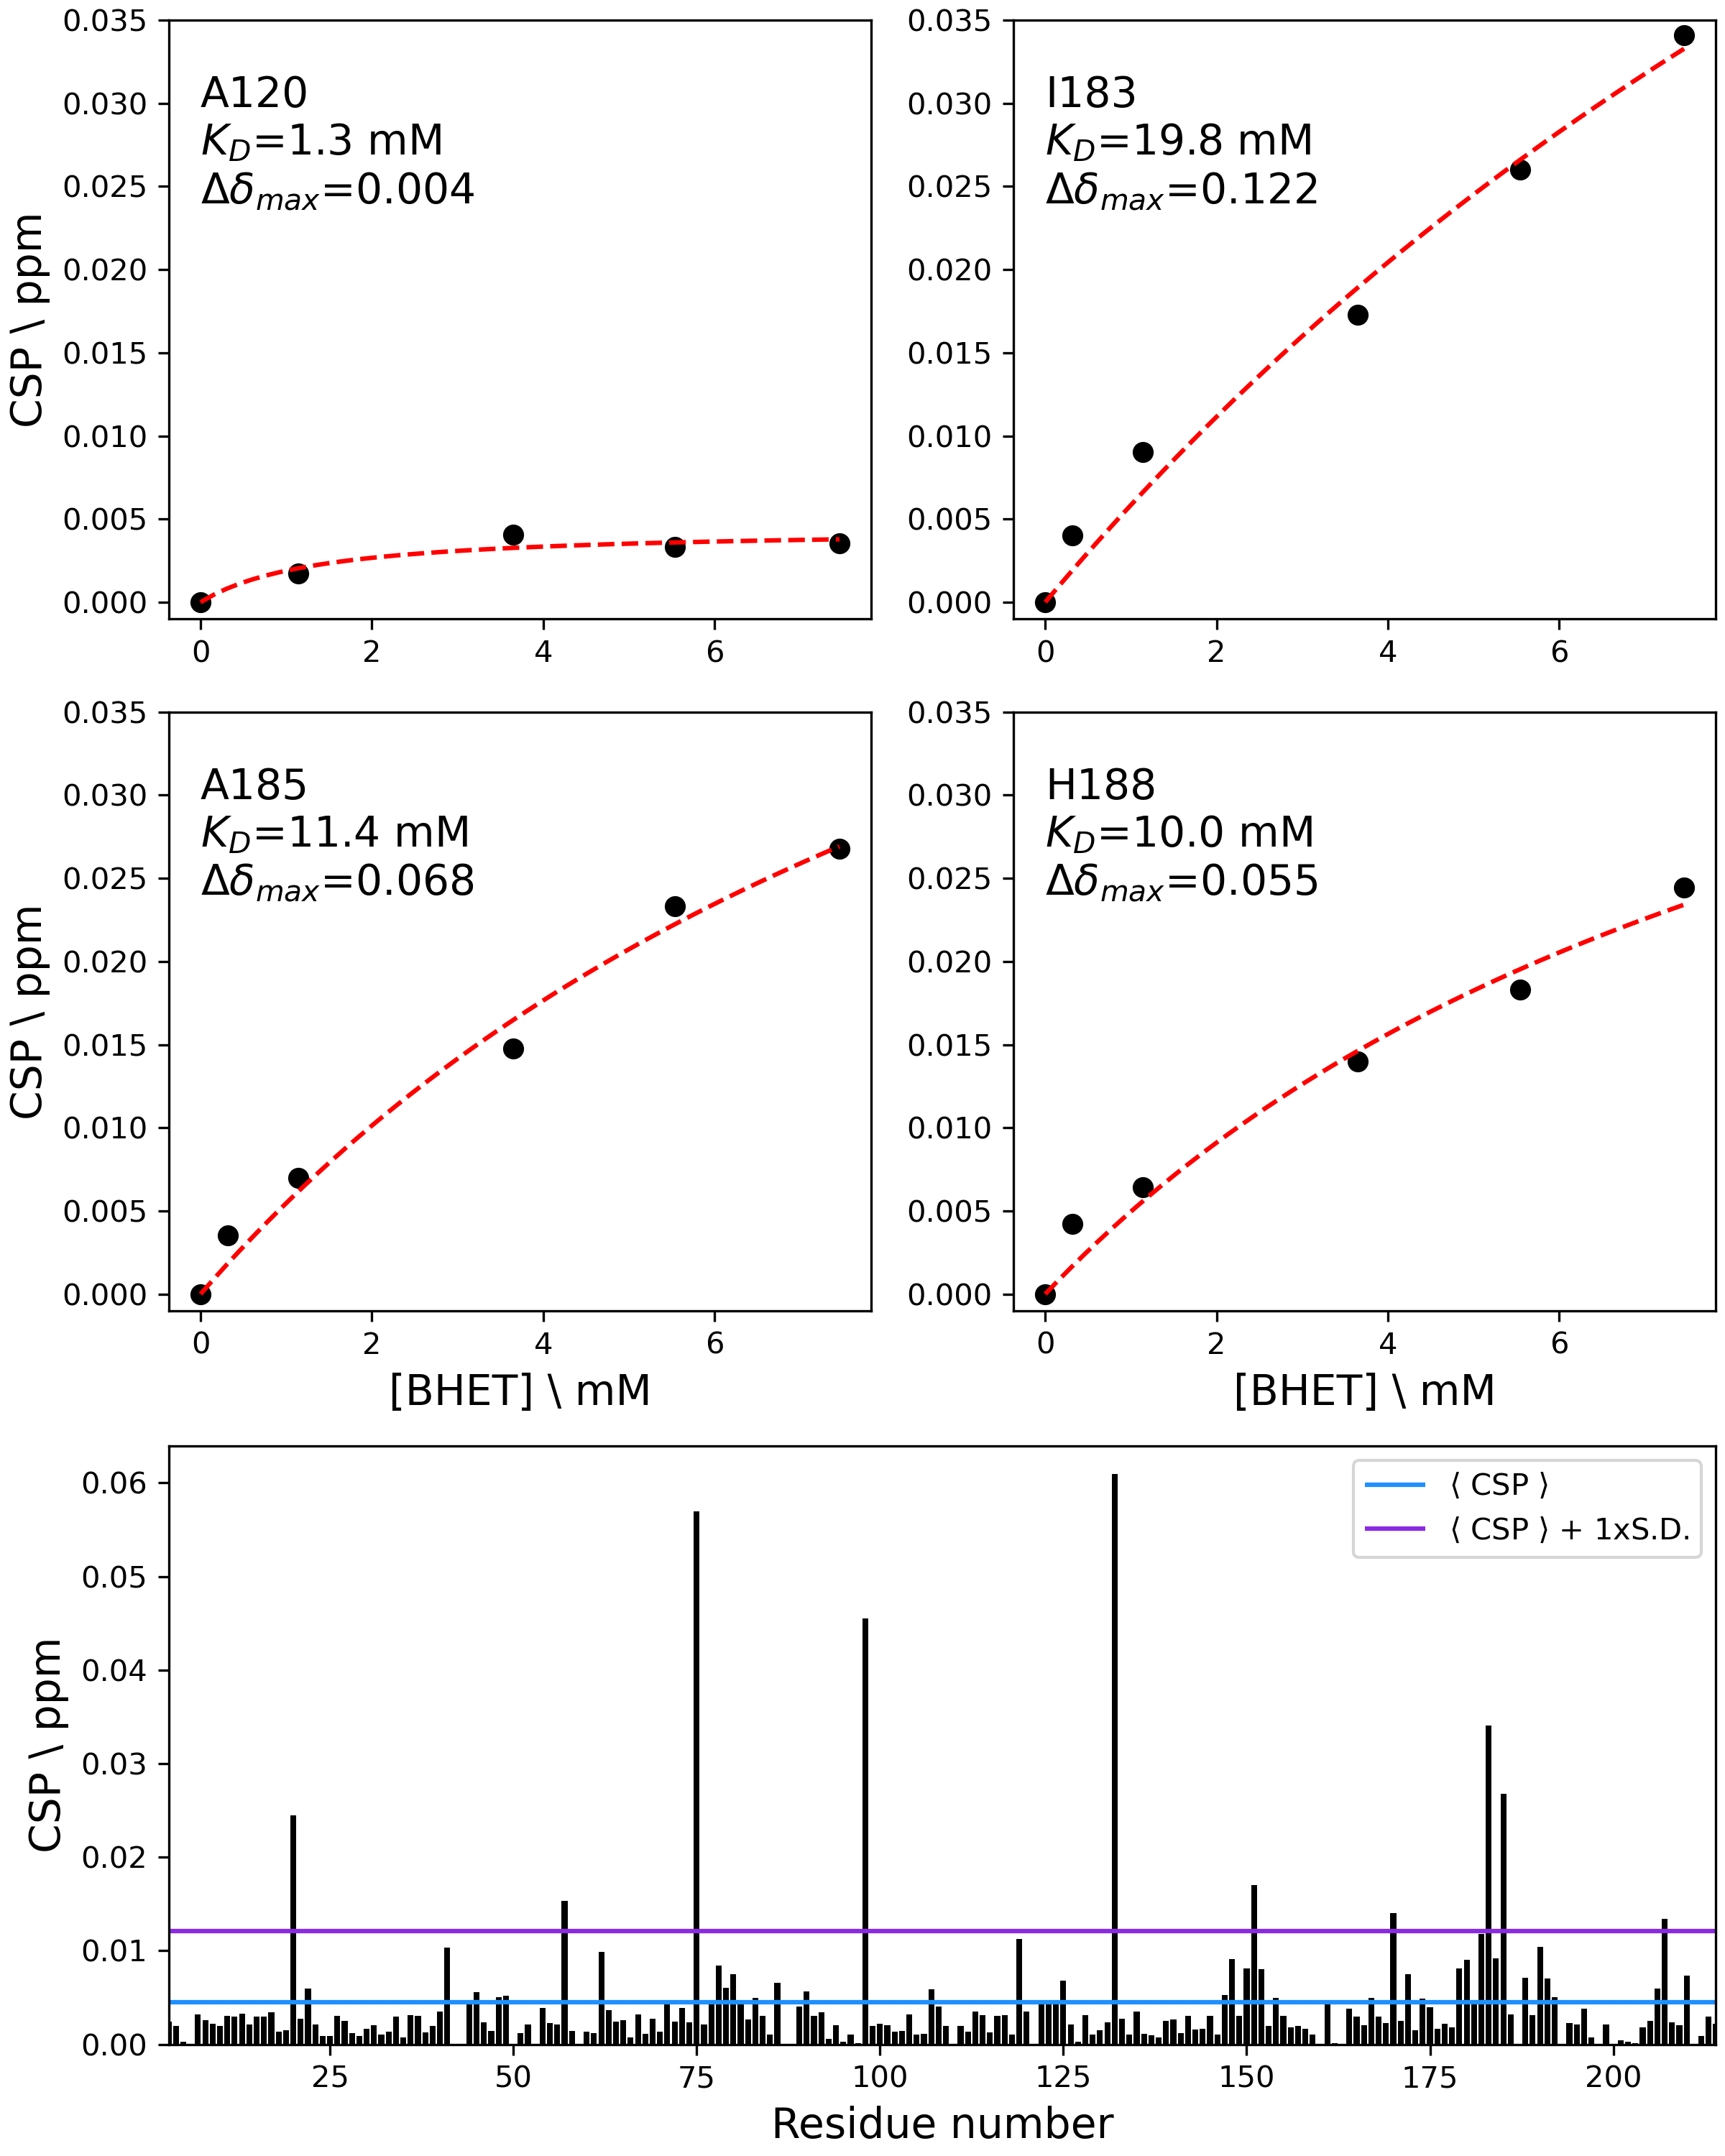 0.035
0.030
0.025
0.020
0.015
0.010
0.005
0.000
CSP \ ppm
A120
K_D=1.3 mM
Δδ_max=0.004
0 2 4 6
0.035
0.030
0.025
0.020
0.015
0.010
0.005
0.000
I183
K_D=19.8 mM
Δδ_max=0.122
0 2 4 6
0.035
0.030
0.025
0.020
0.015
0.010
0.005
0.000
CSP \ ppm
A185
K_D=11.4 mM
Δδ_max=0.068
0 2 4 6
[BHET] \ mM
0.035
0.030
0.025
0.020
0.015
0.010
0.005
0.000
H188
K_D=10.0 mM
Δδ_max=0.055
0 2 4 6
[BHET] \ mM
0.06
0.05
0.04
0.03
0.02
0.01
0.00
CSP \ ppm
⟨ CSP ⟩
⟨ CSP ⟩ + 1xS.D.
25 50 75 100 125 150 175 200
Residue number